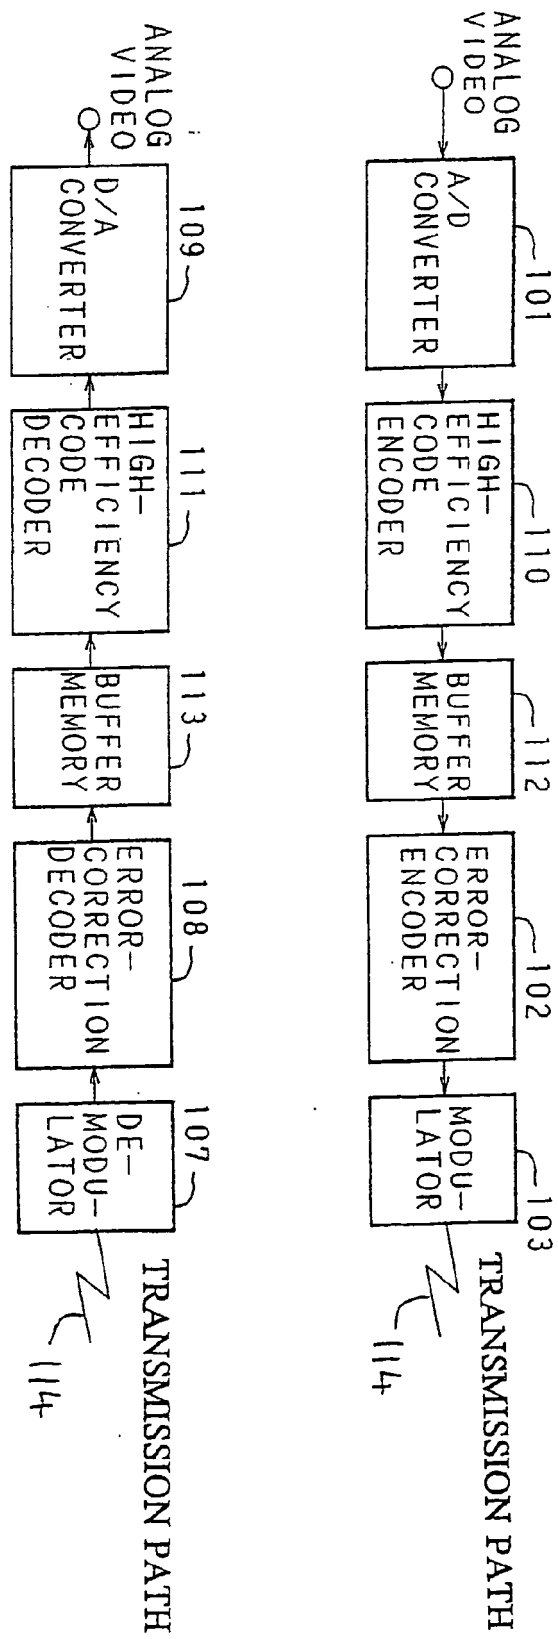 ANALOG
VIDEO
101
A/D
CONVERTER
110
HIGH-
EFFICIENCY
CODE
ENCODER
112
BUFFER
MEMORY
102
ERROR-
CORRECTION
ENCODER
103
MODU-
LATOR
TRANSMISSION PATH
114
ANALOG
VIDEO
109
D/A
CONVERTER
111
HIGH-
EFFICIENCY
CODE
DECODER
113
BUFFER
MEMORY
108
ERROR-
CORRECTION
DECODER
107
DE-
MODU-
LATOR
TRANSMISSION PATH
114